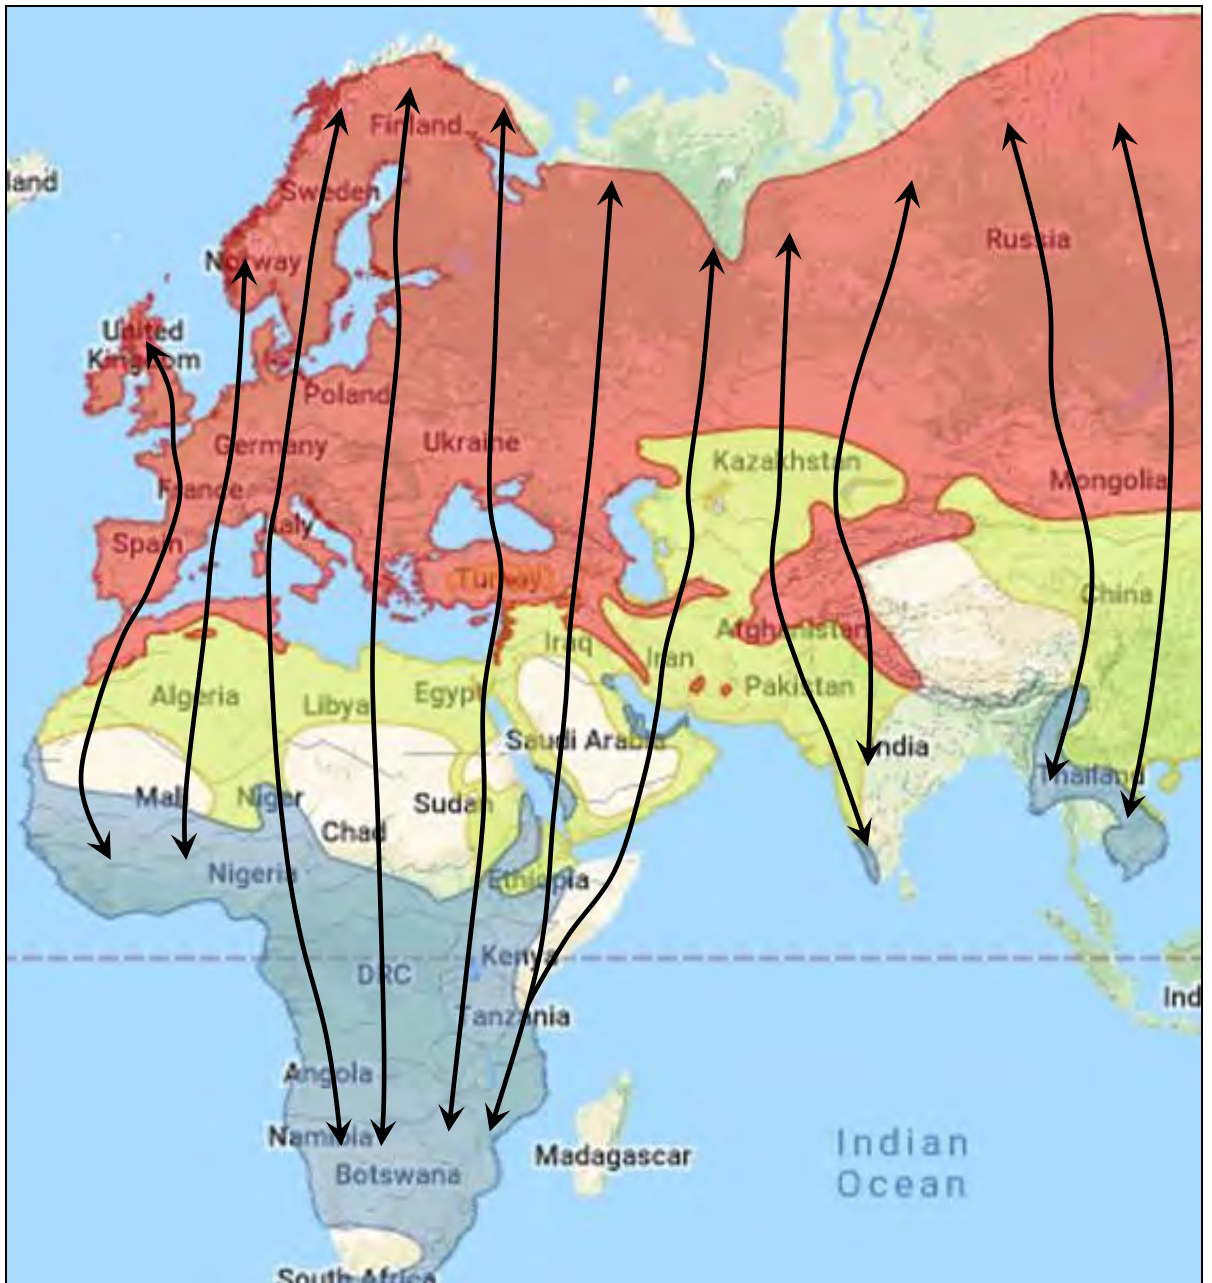 land
Finland
Sweden
Norway
Russia
United
Kingdom
Poland
Germany
Ukraine
Kazakhstan
France
Mongolia
Italy
Spain
Turkey
China
Afghanistan
Iraq
Iran
Pakistan
Algeria
Libya
Egypt
Saudi Arabia
India
Thailand
Mali
Niger
Sudan
Chad
Nigeria
Ethiopia
Kenya
DRC
Ind
Tanzania
Angola
Namibia
Madagascar
Indian
Ocean
Botswana
South Africa